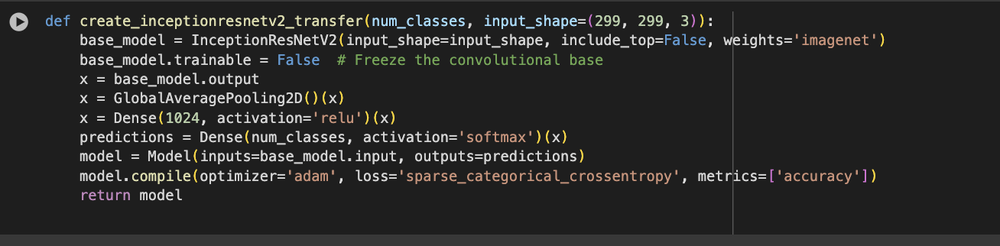 def create_inceptionresnetv2_transfer(num_classes, input_shape=(299, 299, 3)):
    base_model = InceptionResNetV2(input_shape=input_shape, include_top=False, weights='imagenet')
    base_model.trainable = False  # Freeze the convolutional base
    x = base_model.output
    x = GlobalAveragePooling2D()(x)
    x = Dense(1024, activation='relu')(x)
    predictions = Dense(num_classes, activation='softmax')(x)
    model = Model(inputs=base_model.input, outputs=predictions)
    model.compile(optimizer='adam', loss='sparse_categorical_crossentropy', metrics=['accuracy'])
    return model